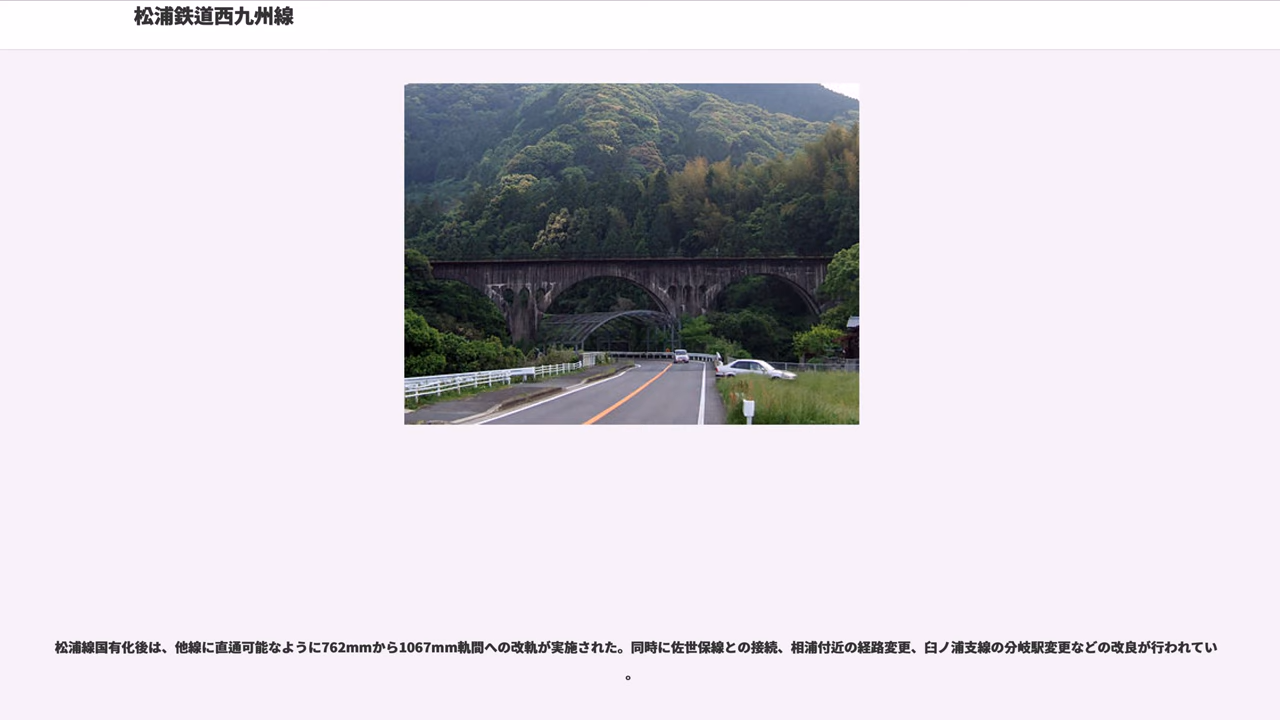 松浦鉄道西九州線
松浦線国有化後は、他線に直通可能なように762mmから1067mm軌間への改軌が実施された。同時に佐世保線との接続、相浦付近の経路変更、臼ノ浦支線の分岐駅変更などの改良が行われてい
。